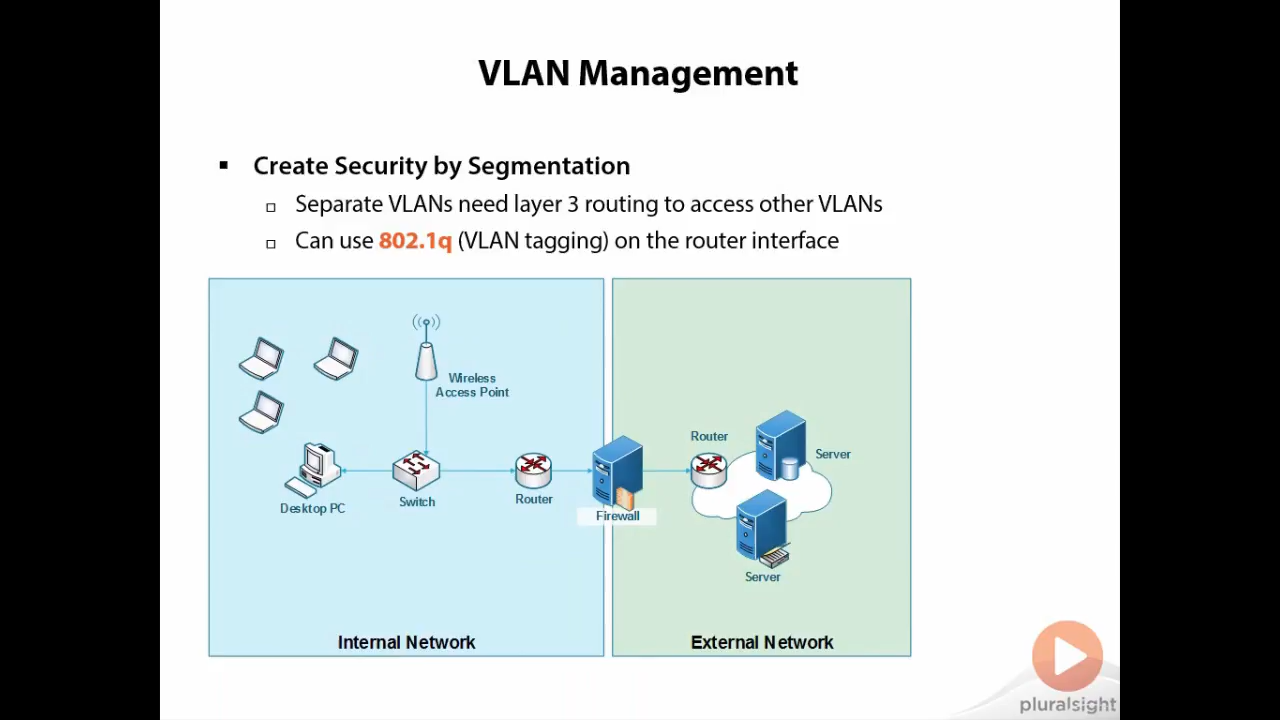 VLAN Management
▪ Create Security by Segmentation
▫ Separate VLANs need layer 3 routing to access other VLANs
▫ Can use 802.1q (VLAN tagging) on the router interface
Wireless
Access Point
Router
Server
Desktop PC
Switch
Router
Firewall
Server
Internal Network
External Network
pluralsight